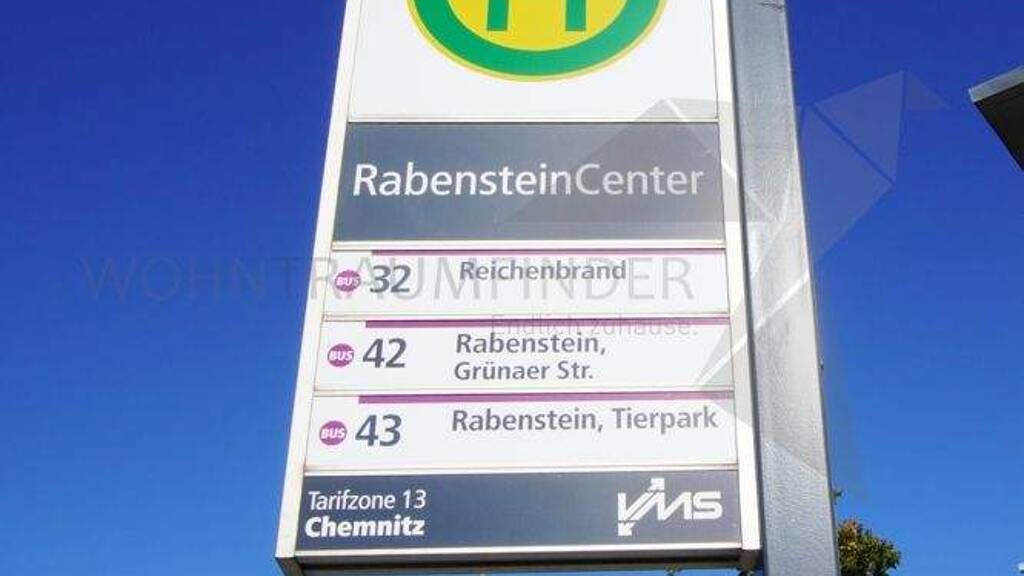 H
RabensteinCenter
BUS 32 Reichenbrand
BUS 42 Rabenstein,
Grünaer Str.
BUS 43 Rabenstein, Tierpark
Tarifzone 13
Chemnitz
VMS
WOHNTRAUMFINDER
Endlich zuhause.